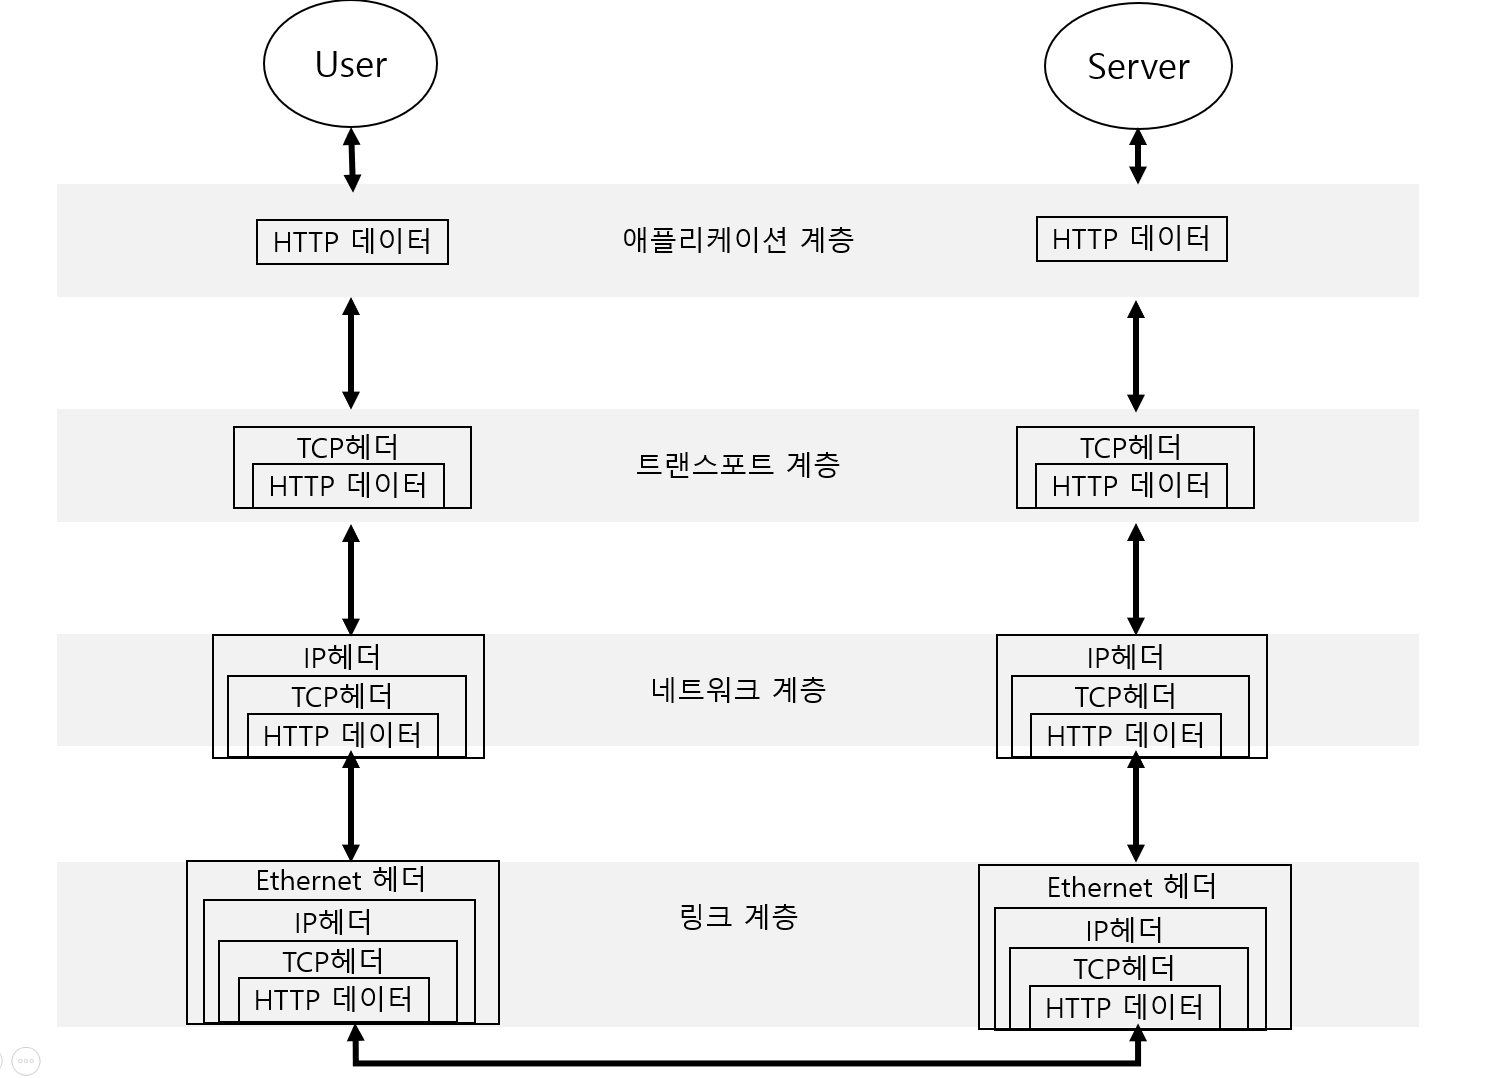 User
Server
HTTP 데이터
애플리케이션 계층
HTTP 데이터
TCP헤더
HTTP 데이터
트랜스포트 계층
TCP헤더
HTTP 데이터
IP헤더
TCP헤더
HTTP 데이터
네트워크 계층
IP헤더
TCP헤더
HTTP 데이터
Ethernet 헤더
IP헤더
TCP헤더
HTTP 데이터
링크 계층
Ethernet 헤더
IP헤더
TCP헤더
HTTP 데이터